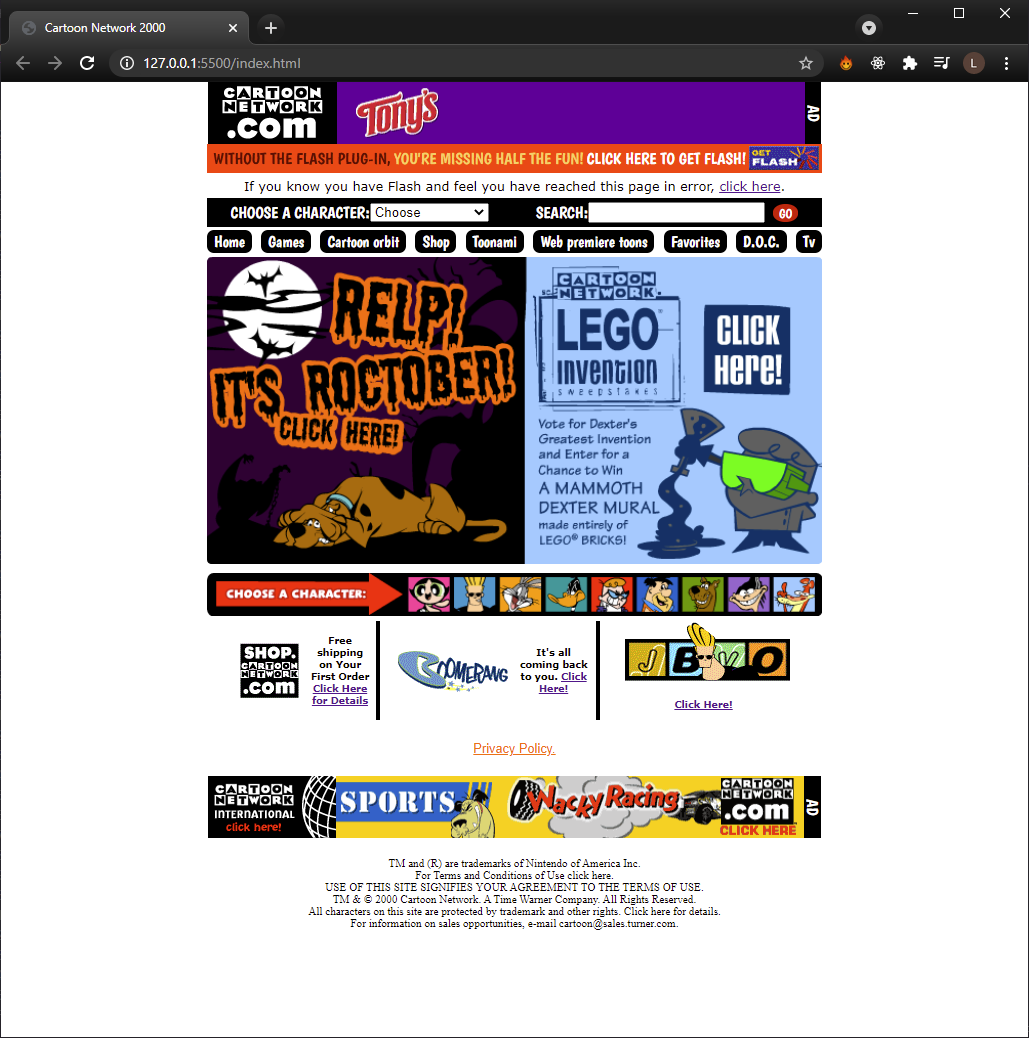 Cartoon Network 2000
127.0.0.1:5500/index.html
L
CARTOON
NETWORK
.com
Tony's
AD
WITHOUT THE FLASH PLUG-IN, YOU'RE MISSING HALF THE FUN! CLICK HERE TO GET FLASH!
GET
FLASH
If you know you have Flash and feel you have reached this page in error, click here.
CHOOSE A CHARACTER: Choose SEARCH: GO
Home Games Cartoon orbit Shop Toonami Web premiere toons Favorites D.O.C. Tv
RELP!
IT'S ROCTOBER!
CLICK HERE!
CARTOON
NETWORK.
LEGO
Invention
sweepstakes
CLICK
HERE!
Vote for Dexter's
Greatest Invention
and Enter for a
Chance to Win
A MAMMOTH
DEXTER MURAL
made entirely of
LEGO® BRICKS!
CHOOSE A CHARACTER:
SHOP.
CARTOON
NETWORK
.com
Free
shipping
on Your
First Order
Click Here
for Details
BOOMERANG
It's all
coming back
to you. Click
Here!
JBVO
Click Here!
Privacy Policy.
CARTOON
NETWORK
INTERNATIONAL
click here!
SPORTS
Wacky Racing
CARTOON
NETWORK
.com
CLICK HERE
AD
TM and (R) are trademarks of Nintendo of America Inc.
For Terms and Conditions of Use click here.
USE OF THIS SITE SIGNIFIES YOUR AGREEMENT TO THE TERMS OF USE.
TM & © 2000 Cartoon Network. A Time Warner Company. All Rights Reserved.
All characters on this site are protected by trademark and other rights. Click here for details.
For information on sales opportunities, e-mail cartoon@sales.turner.com.